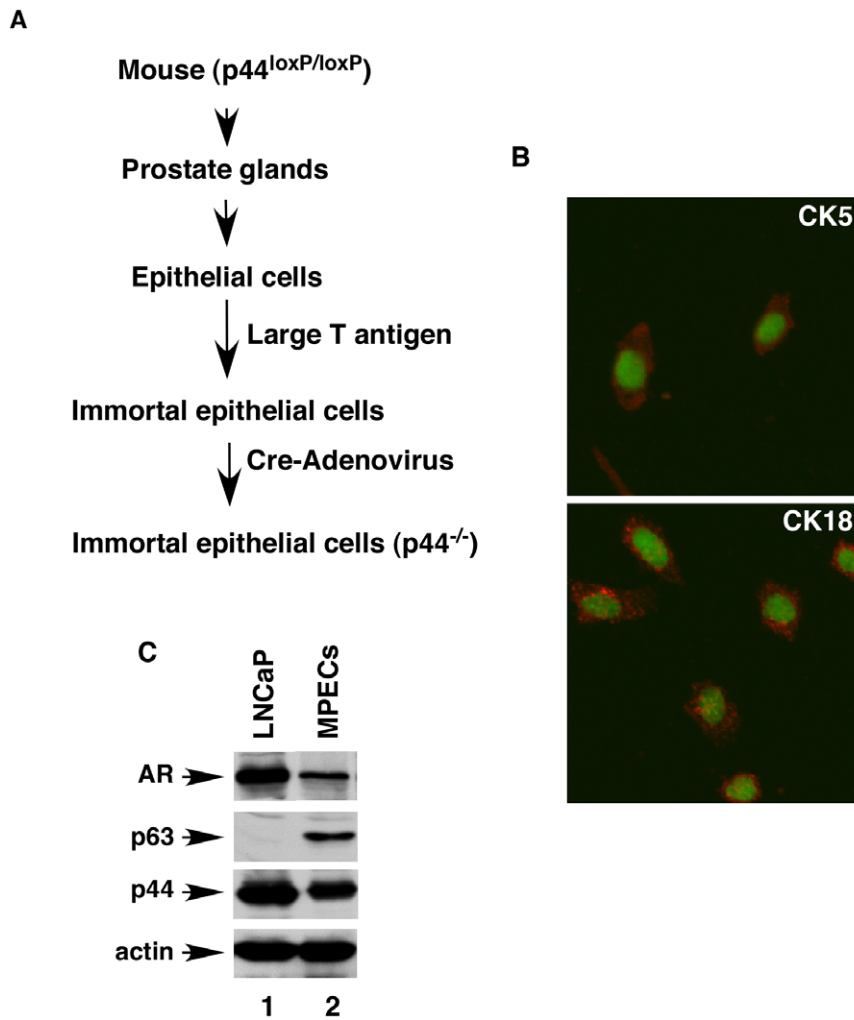 A
Mouse (p44loxP/loxP)
Prostate glands
Epithelial cells
Large T antigen
Immortal epithelial cells
Cre-Adenovirus
Immortal epithelial cells (p44-/-)
B
CK5
CK18
C
LNCaP
MPECs
AR
p63
p44
actin
1 2